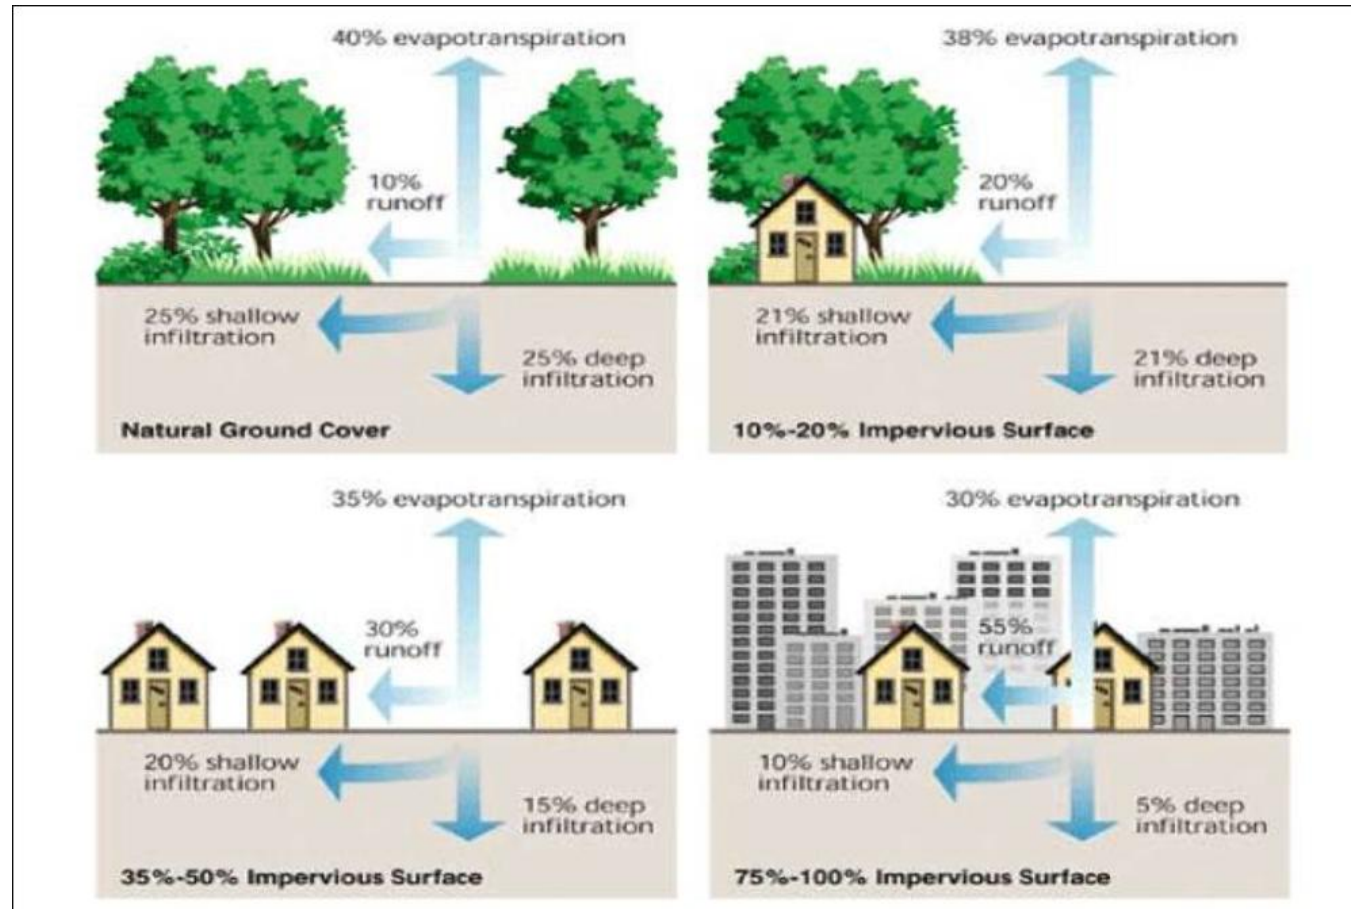 40% evapotranspiration
10%
runoff
25% shallow
infiltration
25% deep
infiltration
Natural Ground Cover
38% evapotranspiration
20%
runoff
21% shallow
infiltration
21% deep
infiltration
10%-20% Impervious Surface
35% evapotranspiration
30%
runoff
20% shallow
infiltration
15% deep
infiltration
35%-50% Impervious Surface
30% evapotranspiration
55%
runoff
10% shallow
infiltration
5% deep
infiltration
75%-100% Impervious Surface